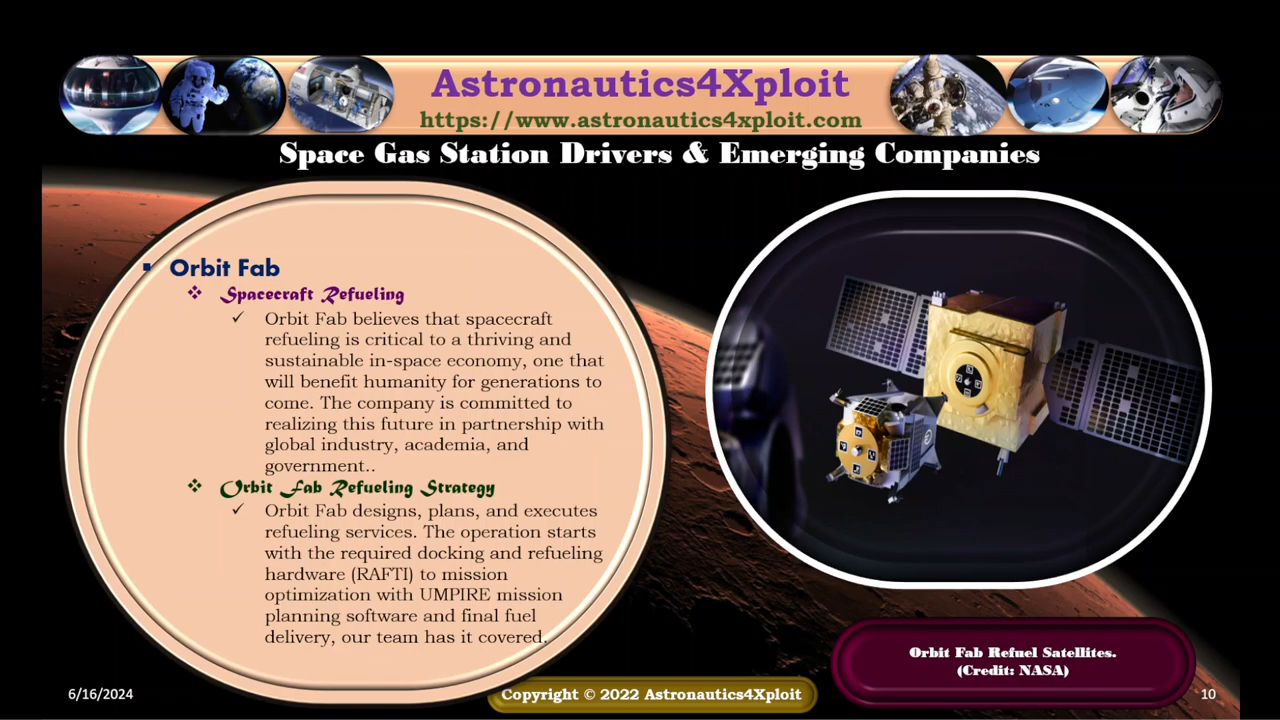 Astronautics4Xploit
https://www.astronautics4xploit.com
Space Gas Station Drivers & Emerging Companies
▪ Orbit Fab
❖ Spacecraft Refueling
✓ Orbit Fab believes that spacecraft
refueling is critical to a thriving and
sustainable in-space economy, one that
will benefit humanity for generations to
come. The company is committed to
realizing this future in partnership with
global industry, academia, and
government..
❖ Orbit Fab Refueling Strategy
✓ Orbit Fab designs, plans, and executes
refueling services. The operation starts
with the required docking and refueling
hardware (RAFTI) to mission
optimization with UMPIRE mission
planning software and final fuel
delivery, our team has it covered.
Orbit Fab Refuel Satellites.
(Credit: NASA)
6/16/2024
Copyright © 2022 Astronautics4Xploit
10